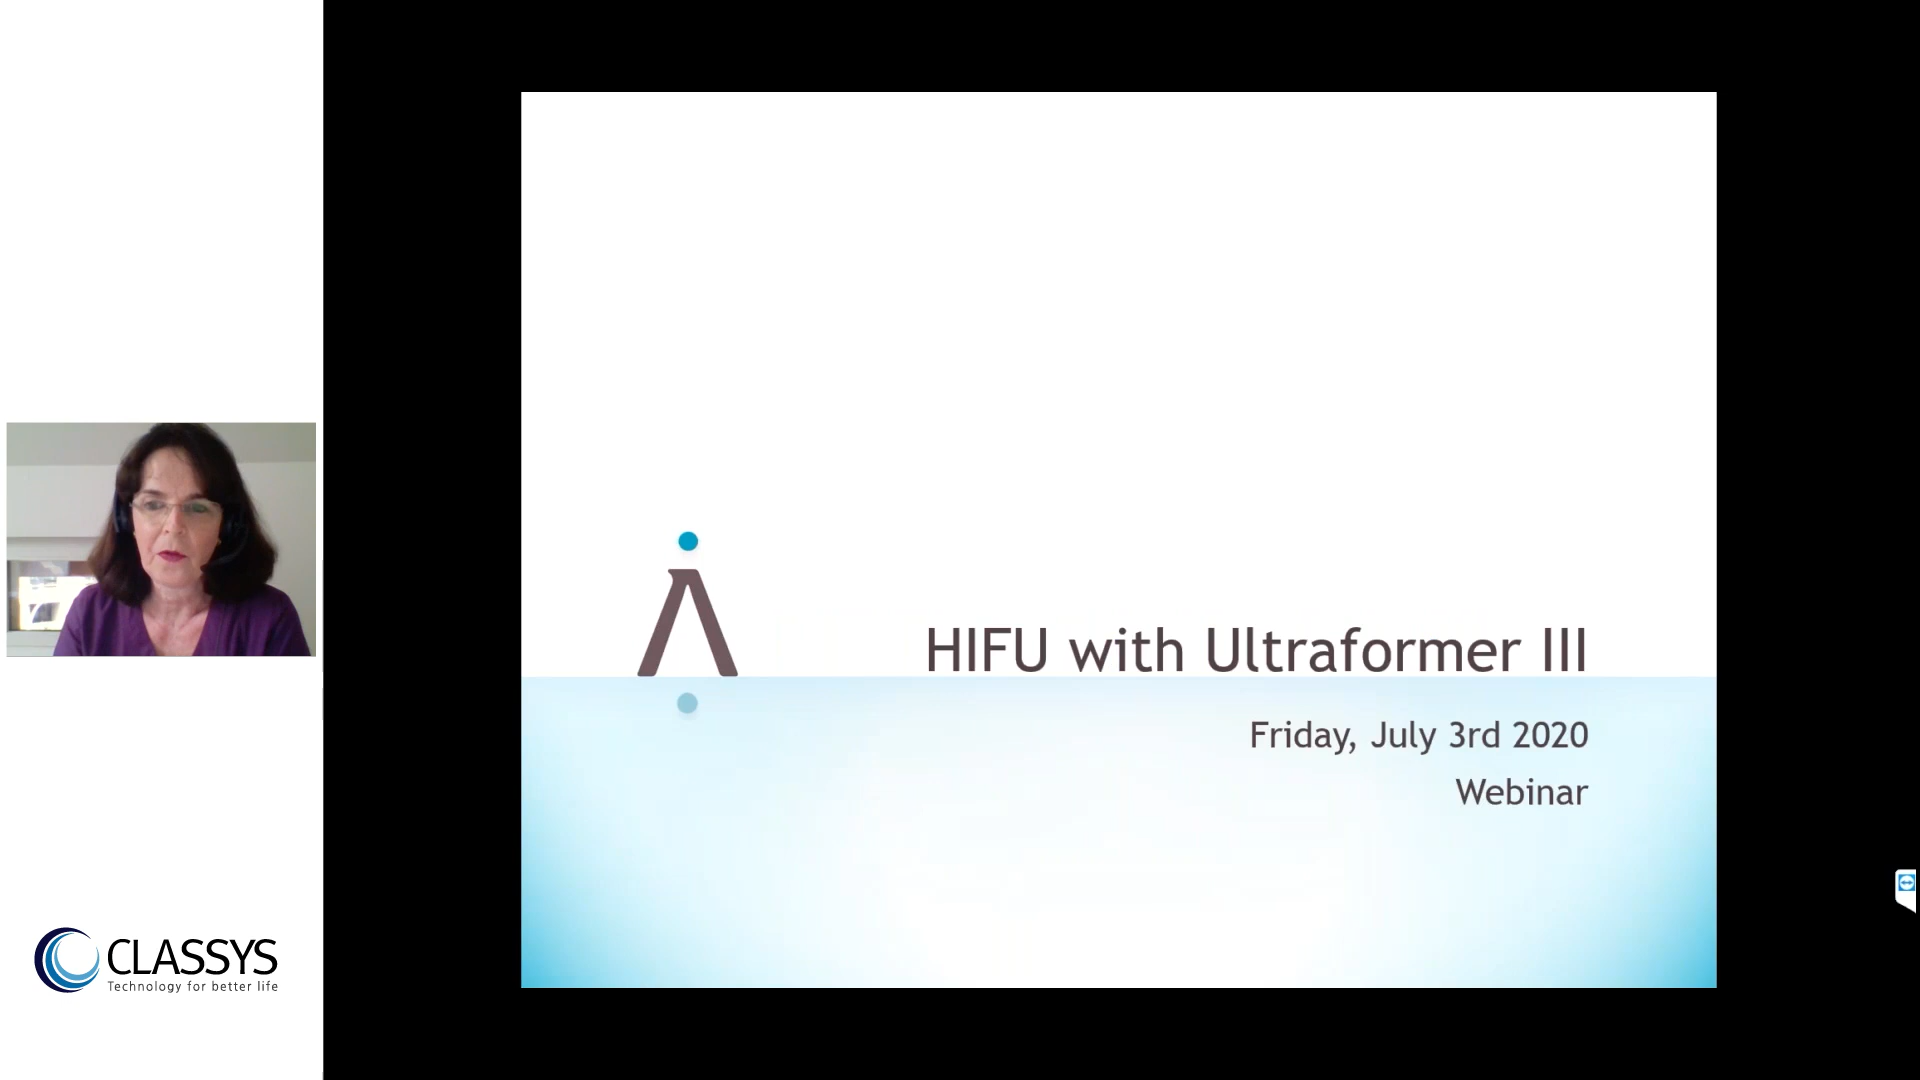 HIFU with Ultraformer III
Friday, July 3rd 2020
Webinar
CLASSYS
Technology for better life